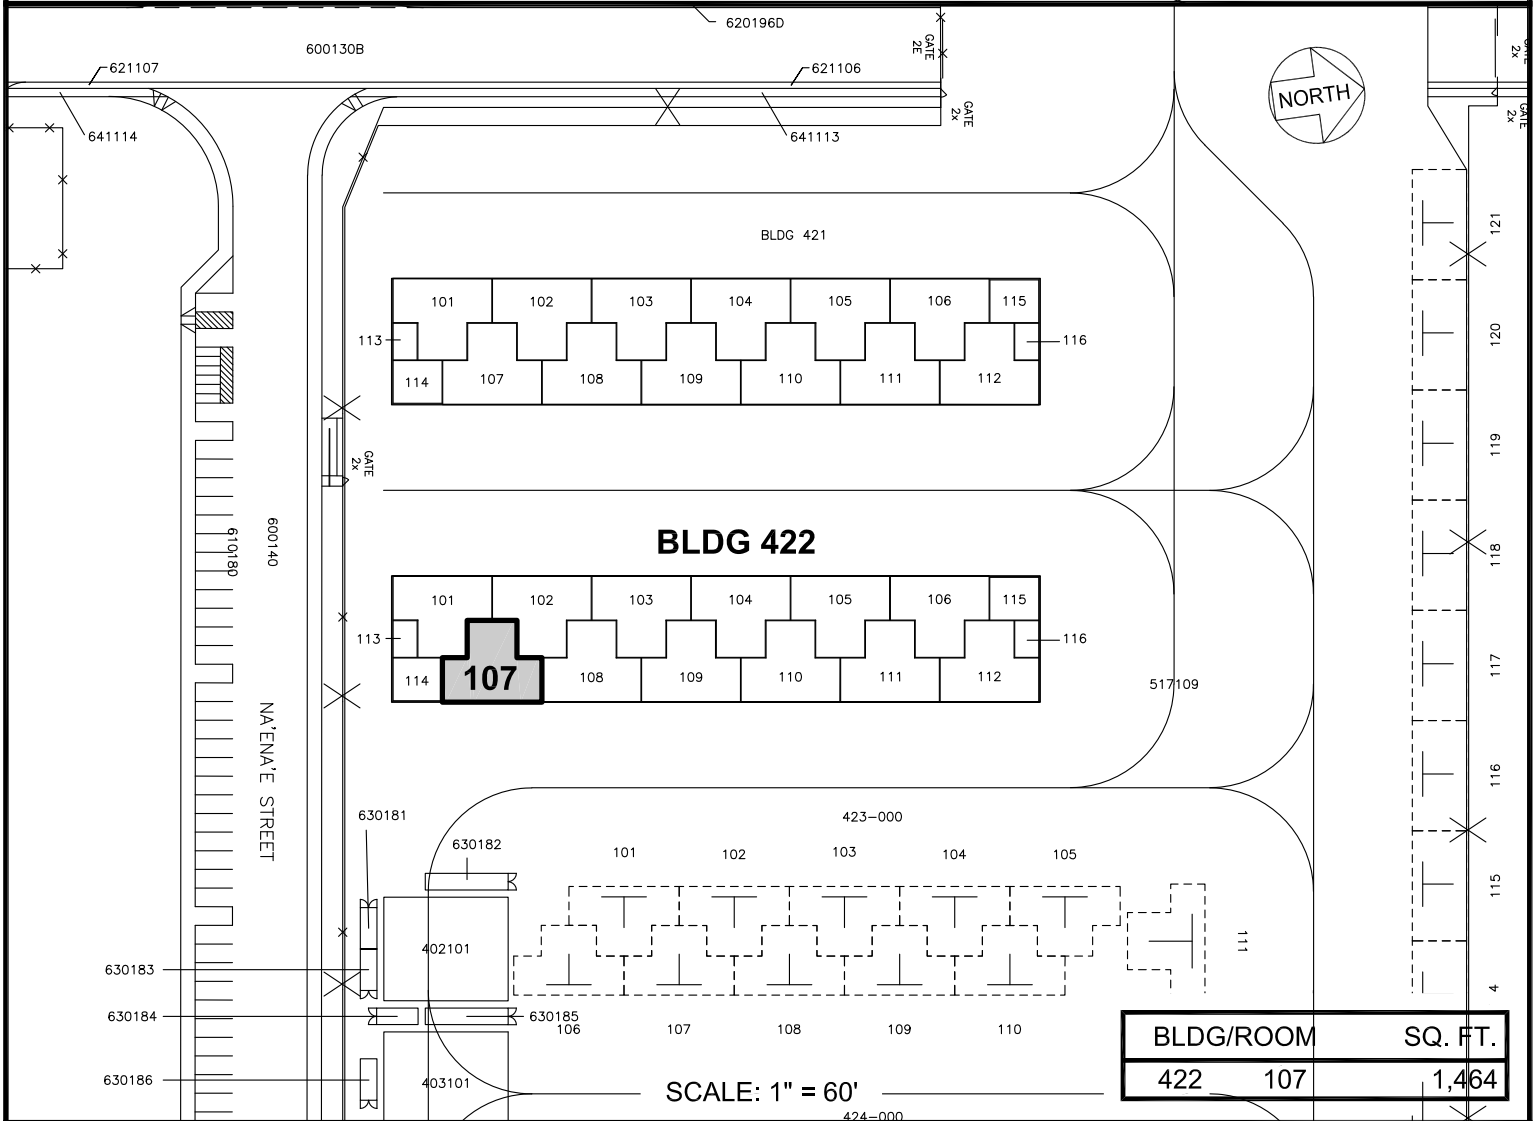 620196D
600130B
GATE
2E
GATE
2x
621107
621106
NORTH
GATE
2x
641114
641113
GATE
2x
BLDG 421
121
101 102 103 104 105 106 115
113
116
120
114 107 108 109 110 111 112
119
GATE
2x
610180
600140
BLDG 422
118
101 102 103 104 105 106 115
113
116
117
114 107 108 109 110 111 112
517109
NA'ENA'E STREET
116
630181
423-000
630182
101 102 103 104 105
115
402101
111
630183
4
630184
630185
106 107 108 109 110
BLDG/ROOM SQ. FT.
422 107 1,464
630186
403101
SCALE: 1" = 60'
424-000